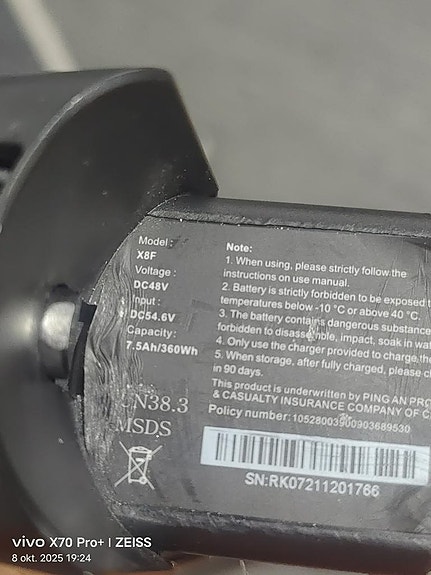 Model:
X8F
Voltage :
DC48V
Input :
DC54.6V
Capacity:
7.5Ah/360Wh
UN38.3
MSDS
Note:
1. When using, please strictly follow the
instructions on use manual.
2. Battery is strictly forbidden to be exposed t
temperatures below -10 °C or above 40 °C.
3. The battery contains dangerous substance
forbidden to disassemble, impact, soak in wat
4. Only use the charger provided to charge,the
5. When storage, after fully charged, please c
in 90 days.
This product is underwritten by PING AN PRO
& CASUALTY INSURANCE COMPANY OF C
Policy number: 10528003900903689530
SN:RK07211201766
vivo X70 Pro+ | ZEISS
8 okt. 2025 19:24